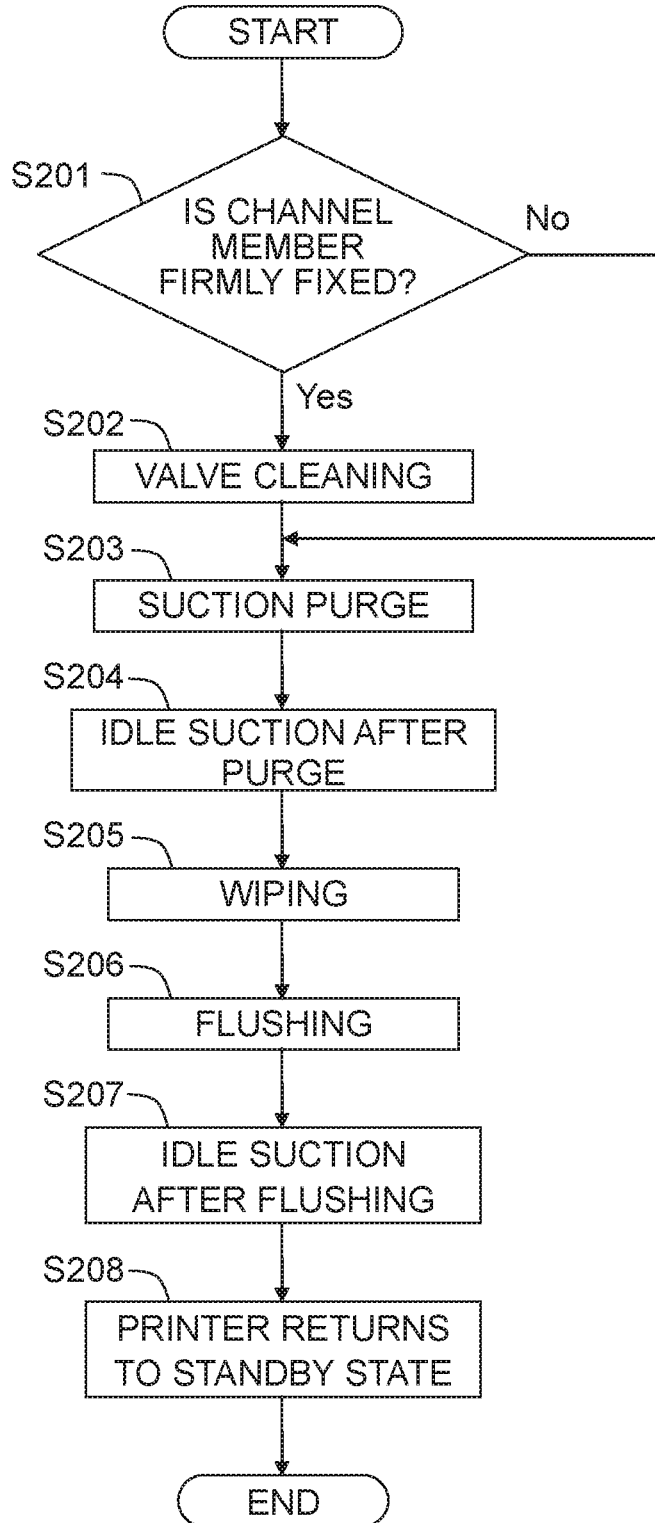 START
S201
IS CHANNEL
MEMBER
FIRMLY FIXED?
No
Yes
S202
VALVE CLEANING
S203
SUCTION PURGE
S204
IDLE SUCTION AFTER
PURGE
S205
WIPING
S206
FLUSHING
S207
IDLE SUCTION
AFTER FLUSHING
S208
PRINTER RETURNS
TO STANDBY STATE
END